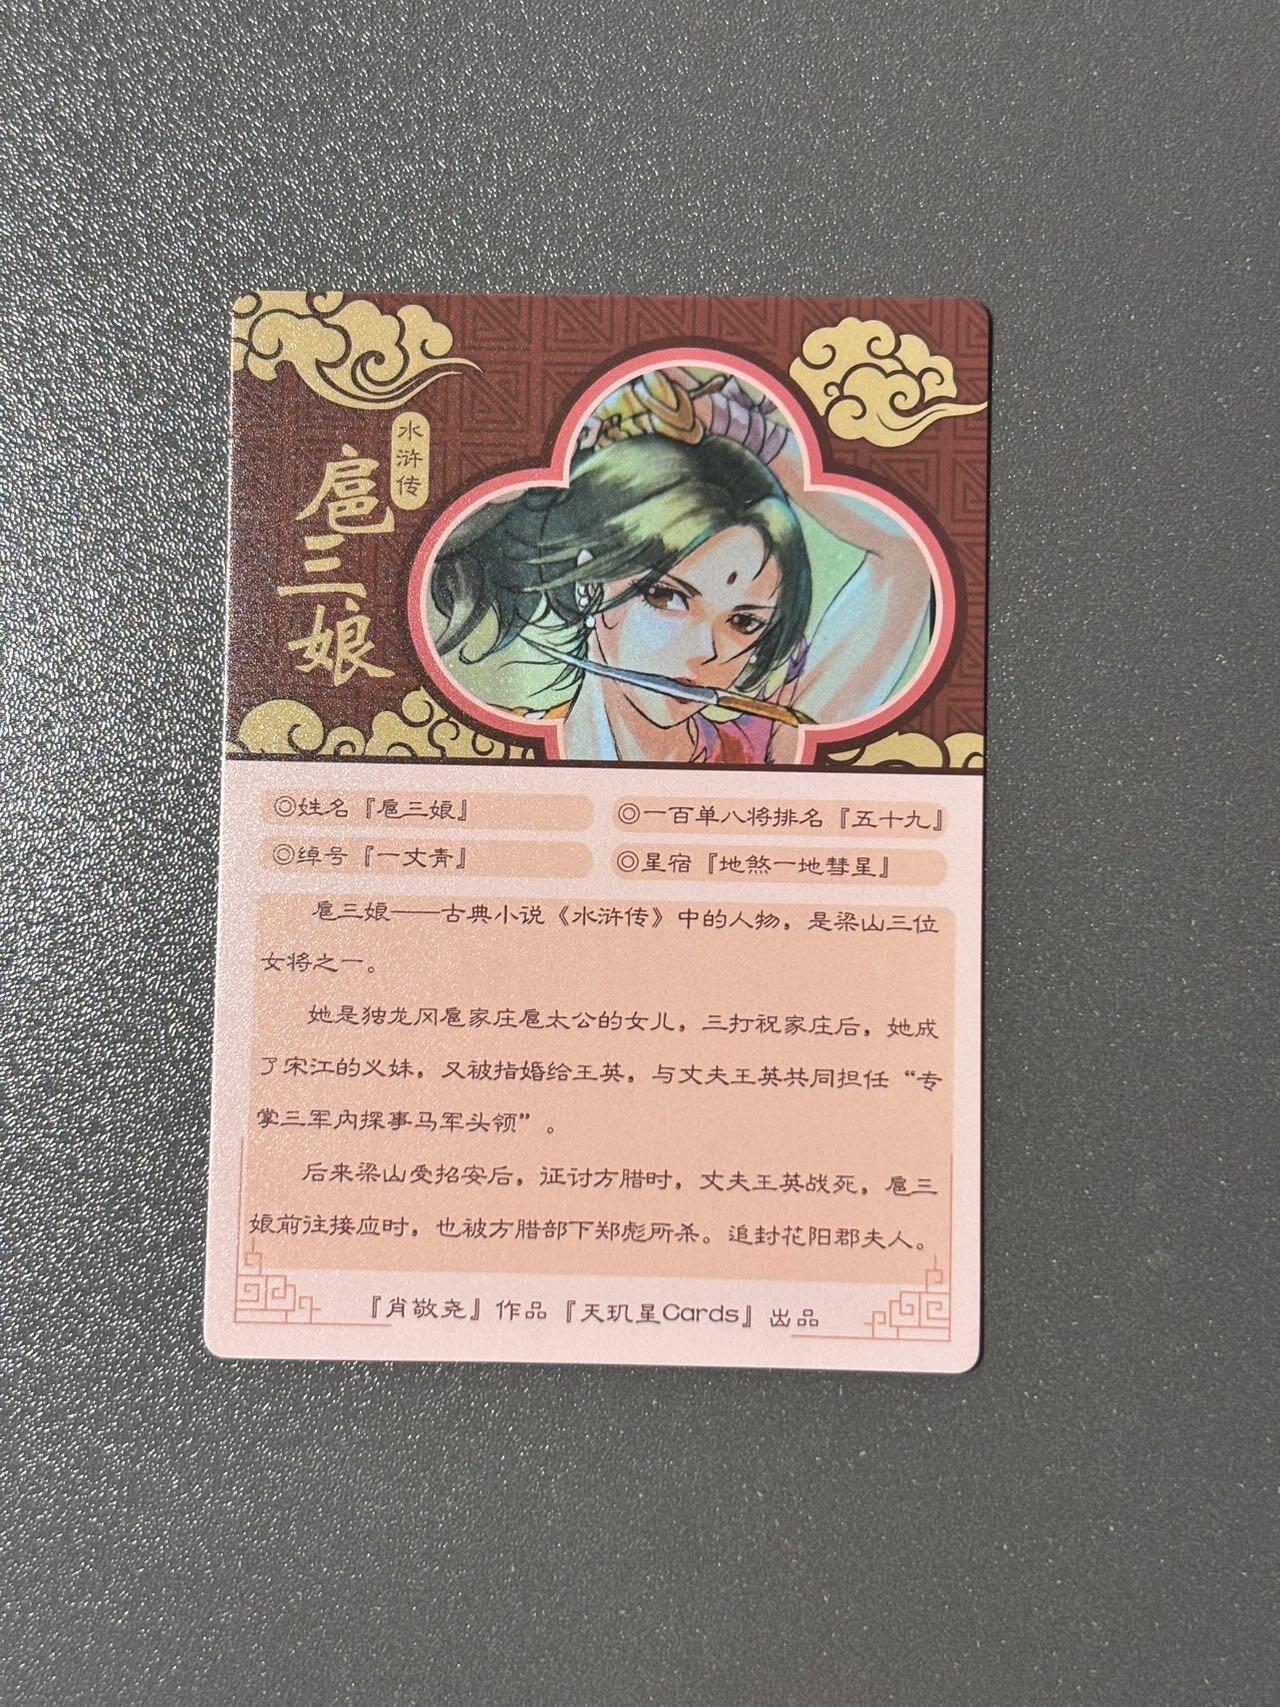 水浒传
扈三娘
◎姓名『扈三娘』
◎一百单八将排名『五十九』
◎绰号『一丈青』
◎星宿『地煞一地彗星』
扈三娘——古典小说《水浒传》中的人物，是梁山三位
女将之一。
她是独龙冈扈家庄扈太公的女儿，三打祝家庄后，她成
了宋江的义妹，又被指婚给王英，与丈夫王英共同担任“专
掌三军内探事马军头领”。
后来梁山受招安后，征讨方腊时，丈夫王英战死，扈三
娘前往接应时，也被方腊部下郑彪所杀。追封花阳郡夫人。
『肖敬尧』作品『天玑星Cards』出品